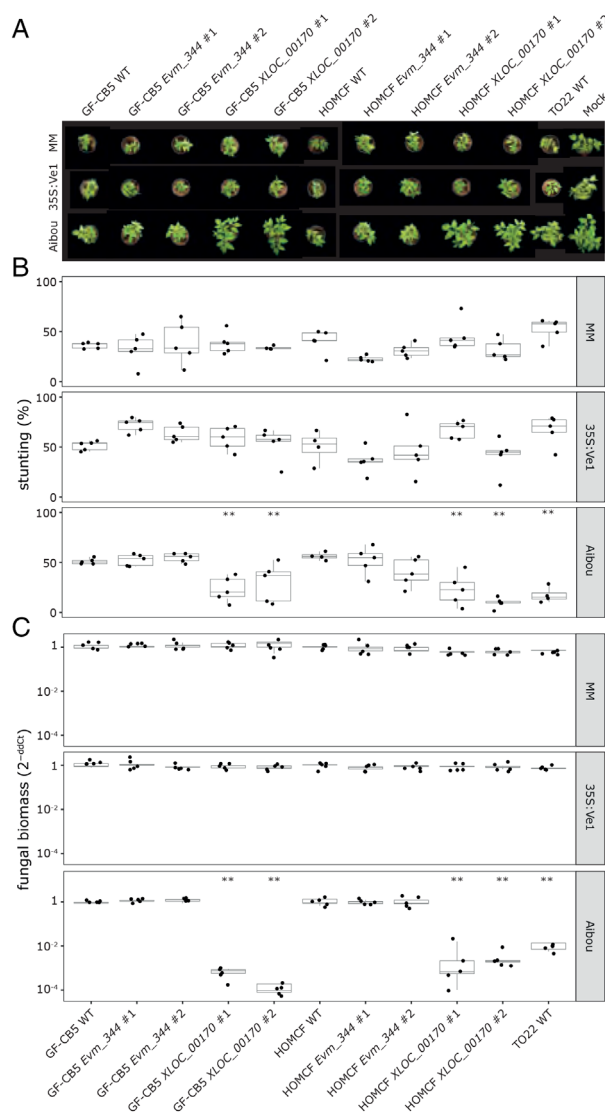 A
GF-CB5 WT
GF-CB5 Evm_344 #1
GF-CB5 Evm_344 #2
GF-CB5 XLOC_00170 #1
GF-CB5 XLOC_00170 #2
HOMCF WT
HOMCF Evm_344 #1
HOMCF Evm_344 #2
HOMCF XLOC_00170 #1
HOMCF XLOC_00170 #2
TO22 WT
Mock
MM
35S:Ve1
Aibou
B
stunting (%)
100
50
0
MM
100
50
0
35S:Ve1
100
** ** ** ** **
50
0
Aibou
C
fungal biomass (2^-ddCt)
1
10^-2
10^-4
MM
1
10^-2
10^-4
35S:Ve1
** ** ** ** **
1
10^-2
10^-4
Aibou
GF-CB5 WT
GF-CB5 Evm_344 #1
GF-CB5 Evm_344 #2
GF-CB5 XLOC_00170 #1
GF-CB5 XLOC_00170 #2
HOMCF WT
HOMCF Evm_344 #1
HOMCF Evm_344 #2
HOMCF XLOC_00170 #1
HOMCF XLOC_00170 #2
TO22 WT